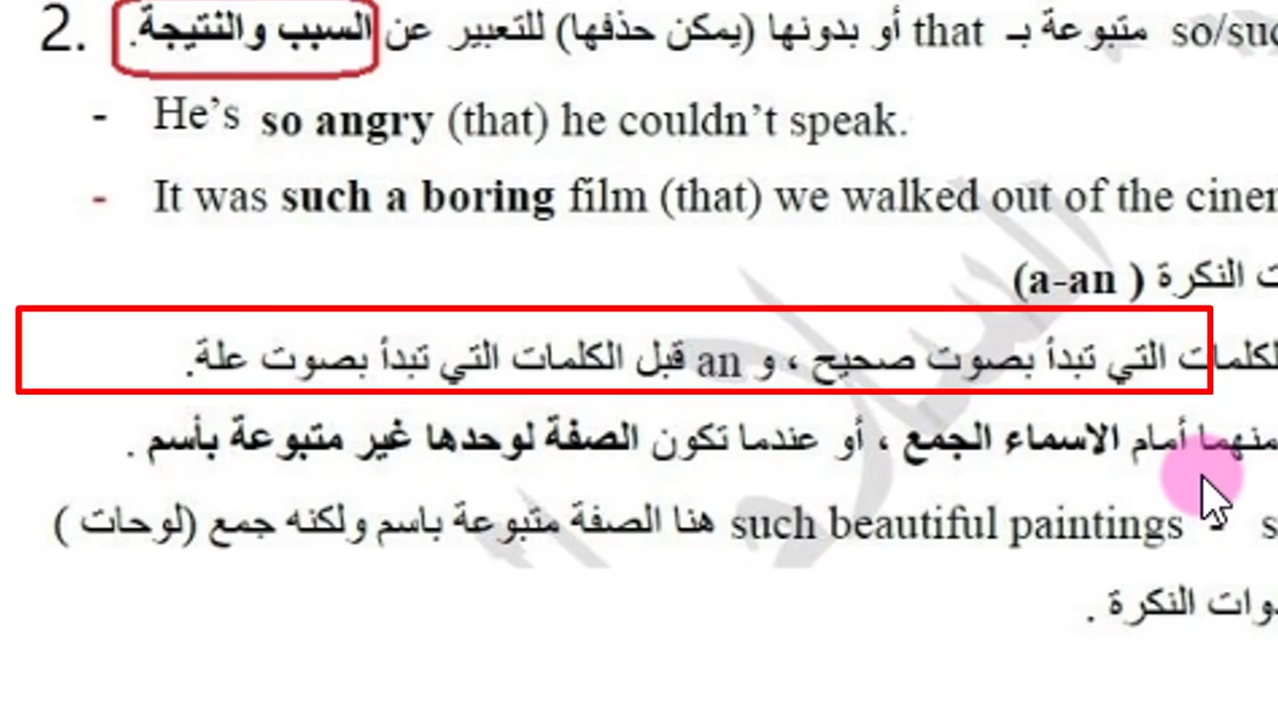 2. so/suc متبوعة بـ that أو بدونها (يمكن حذفها) للتعبير عن السبب والنتيجة.
- He's so angry (that) he couldn't speak.
- It was such a boring film (that) we walked out of the ciner
ت النكرة ( a-an)
لكلمات التي تبدأ بصوت صحيح ، و an قبل الكلمات التي تبدأ بصوت علة.
منهما أمام الاسماء الجمع ، أو عندما تكون الصفة لوحدها غير متبوعة بأسم .
such beautiful paintings هنا الصفة متبوعة باسم ولكنه جمع (لوحات )
وات النكرة .